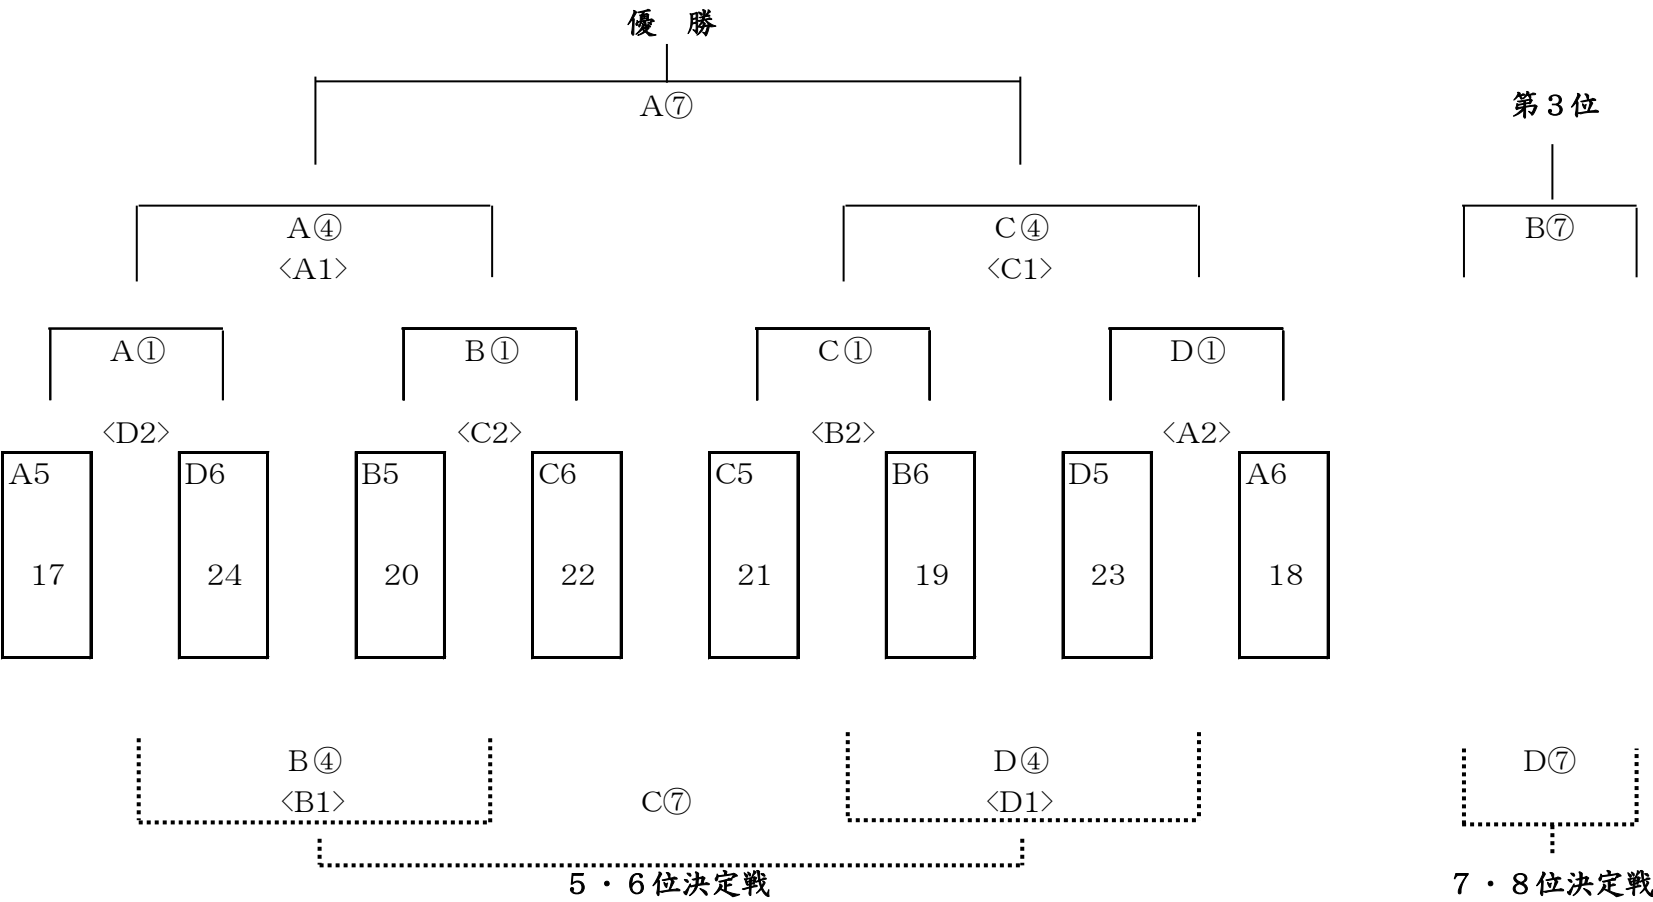 優 勝
A⑦
第３位
A④
C④
B⑦
<A1>
<C1>
A①
B①
C①
D①
<D2>
<C2>
<B2>
<A2>
A5
D6
B5
C6
C5
B6
D5
A6
17
24
20
22
21
19
23
18
B④
D④
D⑦
<B1>
C⑦
<D1>
５・６位決定戦
７・８位決定戦